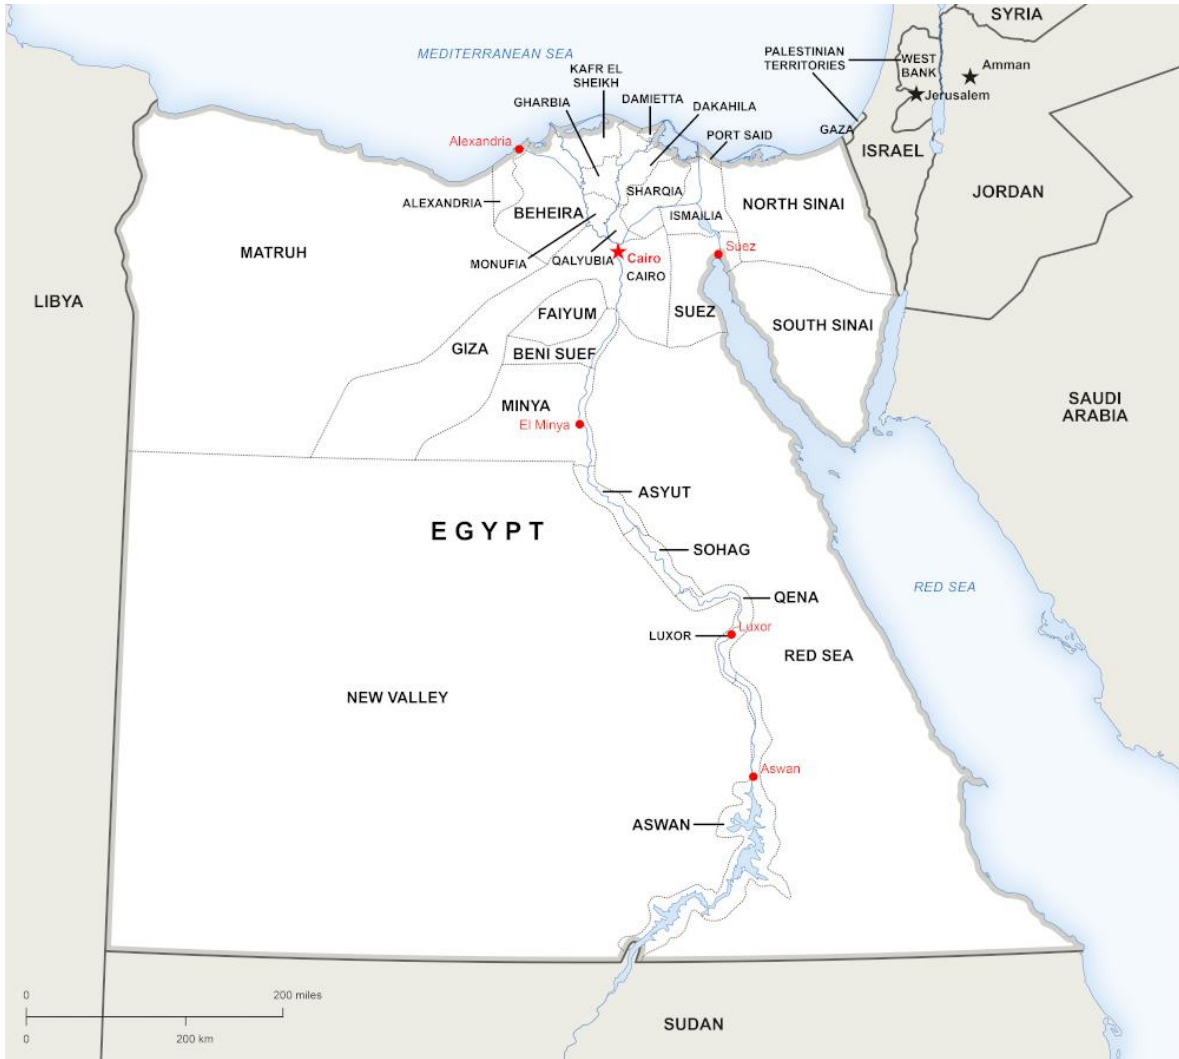 SYRIA
MEDITERRANEAN SEA
PALESTINIAN
TERRITORIES
WEST
BANK
Amman
KAFR EL
SHEIKH
GHARBIA
DAMIETTA
DAKAHILA
Jerusalem
PORT SAID
GAZA
Alexandria
ISRAEL
JORDAN
SHARQIA
ALEXANDRIA
BEHEIRA
NORTH SINAI
ISMAILIA
MATRUH
MONUFIA
QALYUBIA
Cairo
CAIRO
Suez
LIBYA
FAIYUM
SUEZ
SOUTH SINAI
GIZA
BENI SUEF
MINYA
El Minya
SAUDI
ARABIA
ASYUT
EGYPT
SOHAG
RED SEA
QENA
Luxor
LUXOR
RED SEA
NEW VALLEY
Aswan
ASWAN
0
200 miles
0
200 km
SUDAN